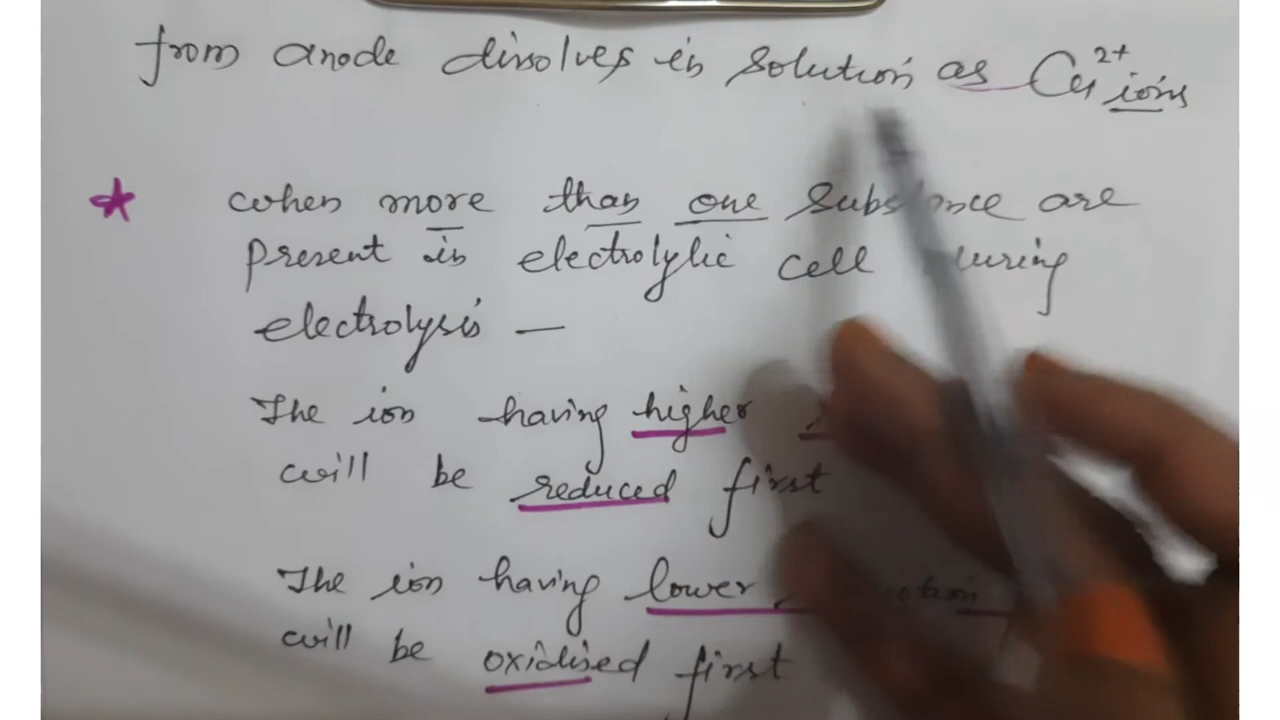 from anode dissolves in solution as Cu²⁺ ions
★ when more than one substance are
present in electrolytic cell during
electrolysis —
The ion having higher
will be reduced first
The ion having lower
will be oxidised first